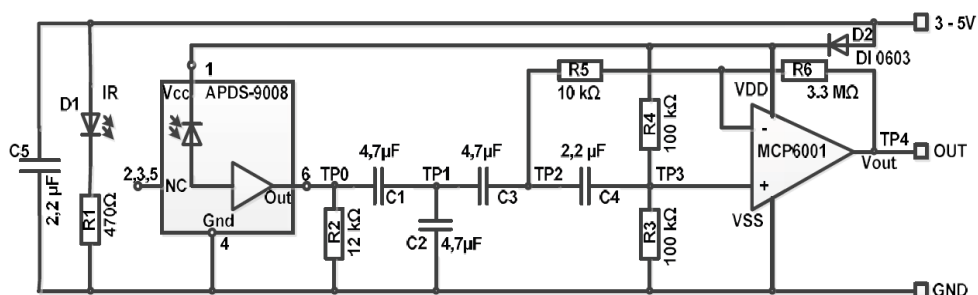 3 - 5V
D2
DI 0603
1
Vcc
APDS-9008
D1
IR
R5
10 kΩ
R6
3.3 MΩ
VDD
R4
100 kΩ
-
MCP6001
TP4
OUT
Vout
C5
2,2 µF
2,3,5
NC
6
Out
TP0
4,7µF
C1
TP1
4,7µF
C3
TP2
2,2 µF
C4
TP3
+
R1
470Ω
Gnd
4
R2
12 kΩ
C2
4,7µF
R3
100 kΩ
VSS
GND